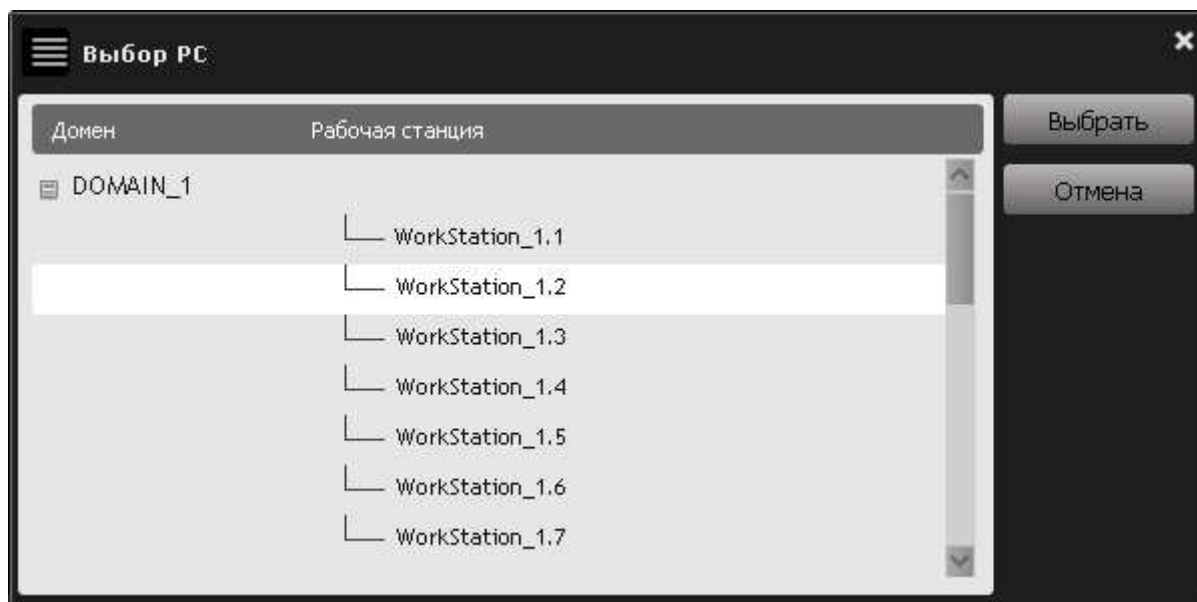 Выбор РС
Домен Рабочая станция
DOMAIN_1
WorkStation_1.1
WorkStation_1.2
WorkStation_1.3
WorkStation_1.4
WorkStation_1.5
WorkStation_1.6
WorkStation_1.7
Выбрать
Отмена